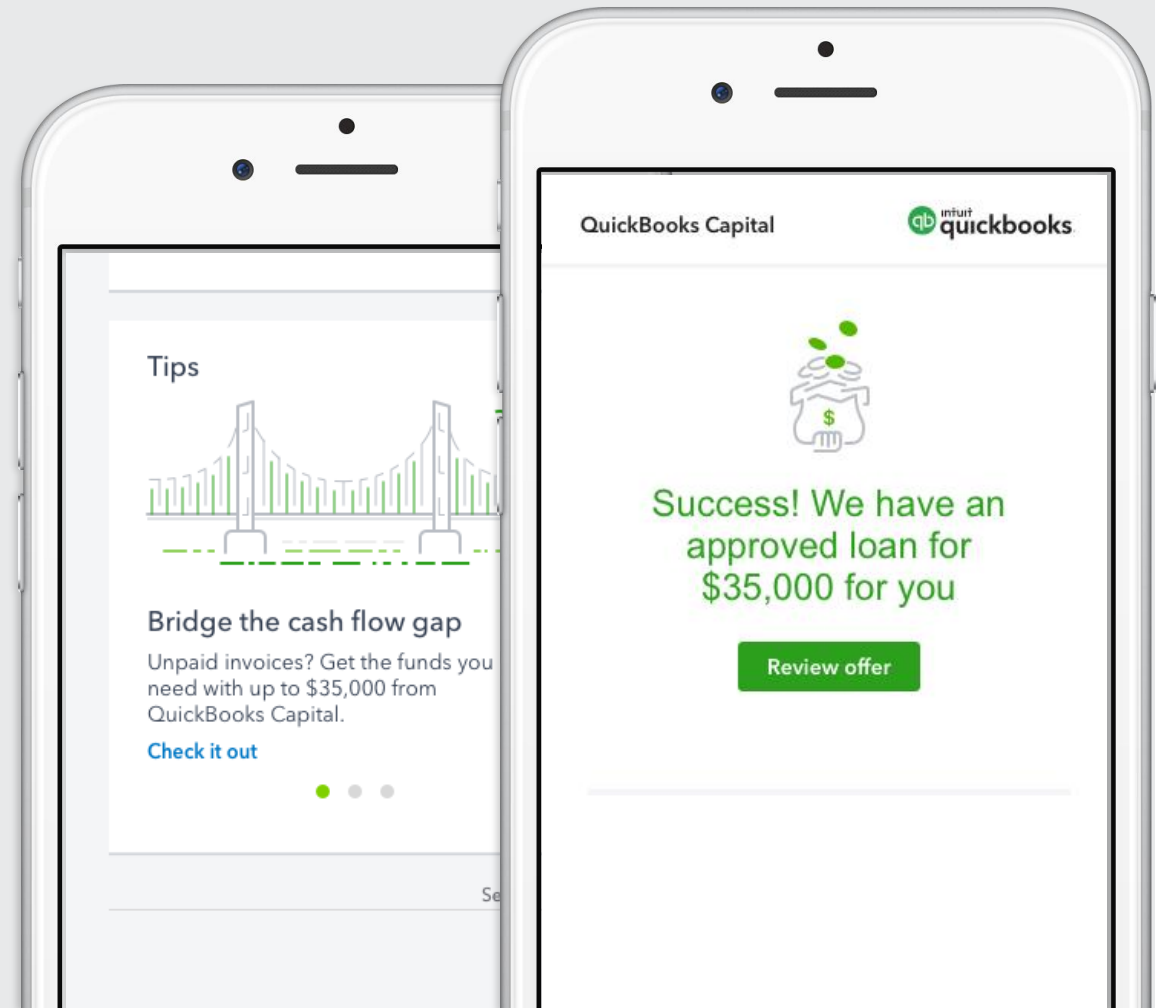 Tips
Bridge the cash flow gap
Unpaid invoices? Get the funds you
need with up to $35,000 from
QuickBooks Capital.
Check it out
QuickBooks Capital
qb
intuit
quickbooks.
$
Success! We have an
approved loan for
$35,000 for you
Review offer